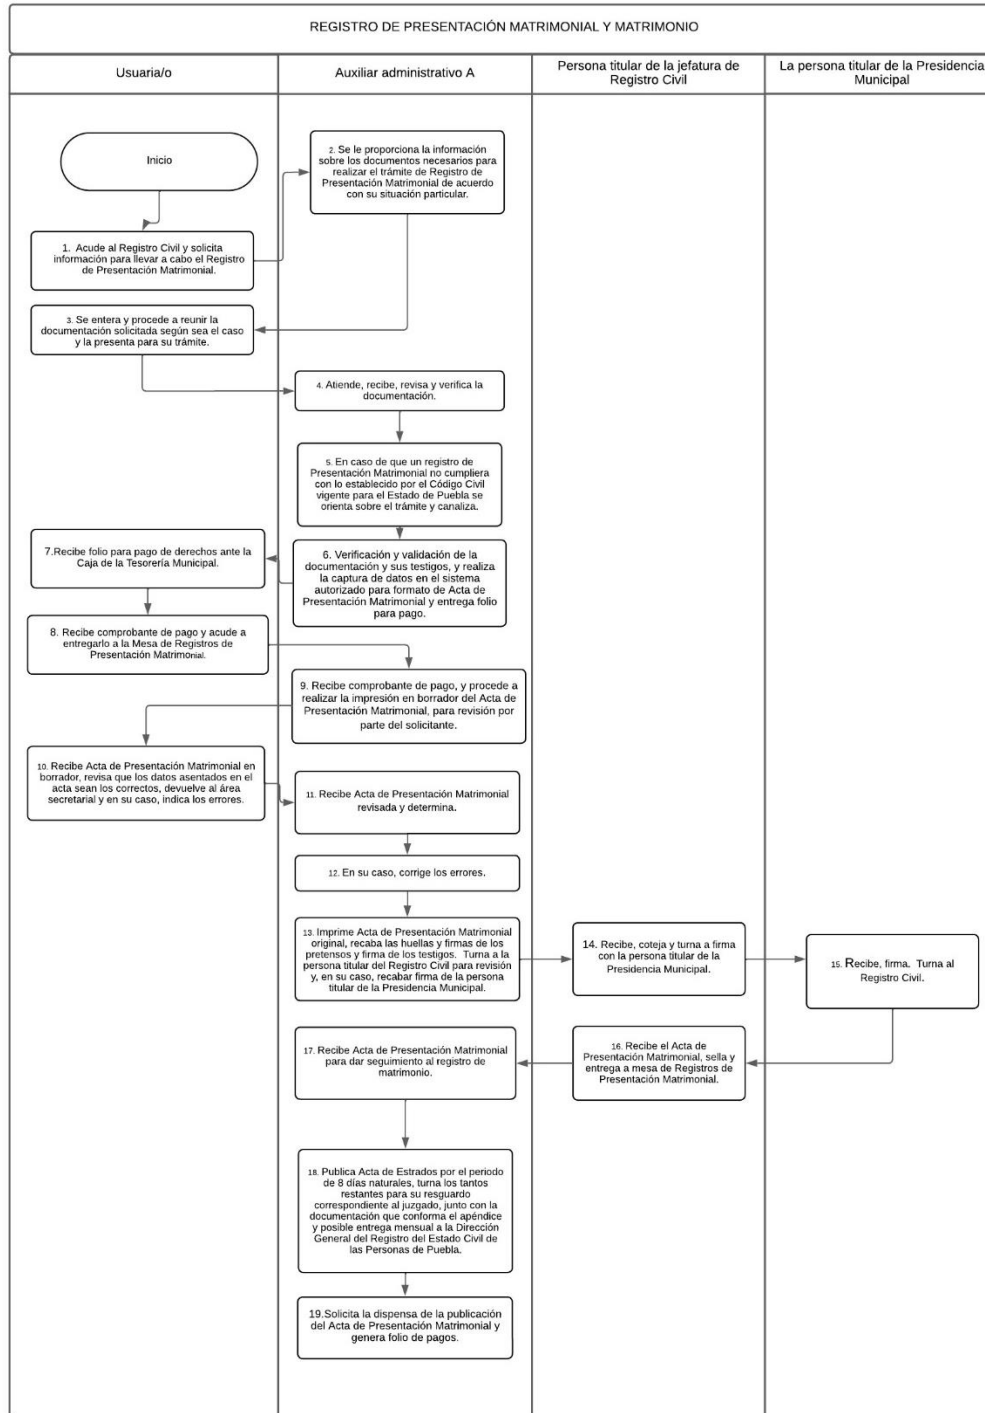 REGISTRO DE PRESENTACIÓN MATRIMONIAL Y MATRIMONIO
Usuaria/o
Auxiliar administrativo A
Persona titular de la jefatura de
Registro Civil
La persona titular de la Presidencia
Municipal
Inicio
1. Acude al Registro Civil y solicita
información para llevar a cabo el Registro
de Presentación Matrimonial.
2. Se le proporciona la información
sobre los documentos necesarios para
realizar el trámite de Registro de
Presentación Matrimonial de acuerdo
con su situación particular.
3. Se entera y procede a reunir la
documentación solicitada según sea el caso
y la presenta para su trámite.
4. Atiende, recibe, revisa y verifica la
documentación.
5. En caso de que un registro de
Presentación Matrimonial no cumpliera
con lo establecido por el Código Civil
vigente para el Estado de Puebla se
orienta sobre el trámite y canaliza.
6. Verificación y validación de la
documentación y sus testigos, y realiza
la captura de datos en el sistema
autorizado para formato de Acta de
Presentación Matrimonial y entrega folio
para pago.
7.Recibe folio para pago de derechos ante la
Caja de la Tesorería Municipal.
8. Recibe comprobante de pago y acude a
entregarlo a la Mesa de Registros de
Presentación Matrimonial.
9. Recibe comprobante de pago, y procede a
realizar la impresión en borrador del Acta de
Presentación Matrimonial, para revisión por
parte del solicitante.
10. Recibe Acta de Presentación Matrimonial en
borrador, revisa que los datos asentados en el
acta sean los correctos, devuelve al área
secretarial y en su caso, indica los errores.
11. Recibe Acta de Presentación Matrimonial
revisada y determina.
12. En su caso, corrige los errores.
13. Imprime Acta de Presentación Matrimonial
original, recaba las huellas y firmas de los
pretensos y firma de los testigos. Turna a la
persona titular del Registro Civil para revisión
y, en su caso, recabar firma de la persona
titular de la Presidencia Municipal.
14. Recibe, coteja y turna a firma
con la persona titular de la
Presidencia Municipal.
15. Recibe, firma. Turna al
Registro Civil.
16. Recibe el Acta de
Presentación Matrimonial, sella y
entrega a mesa de Registros de
Presentación Matrimonial.
17. Recibe Acta de Presentación Matrimonial
para dar seguimiento al registro de
matrimonio.
18. Publica Acta de Estrados por el periodo
de 8 días naturales, turna los tantos
restantes para su resguardo
correspondiente al juzgado, junto con la
documentación que conforma el apéndice
y posible entrega mensual a la Dirección
General del Registro del Estado Civil de
las Personas de Puebla.
19.Solicita la dispensa de la publicación
del Acta de Presentación Matrimonial y
genera folio de pagos.